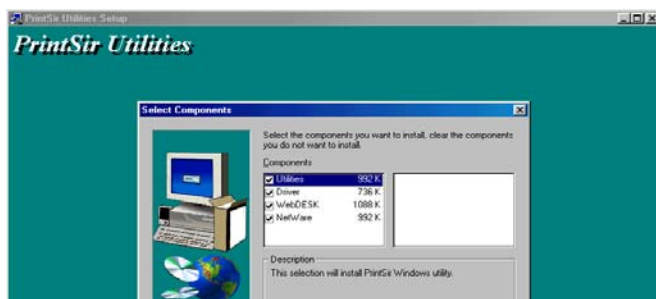 PrintSir Utilities Setup
PrintSir Utilities
Select Components
Select the components you want to install, clear the components
you do not want to install.
Components
Utilities 992 K
Driver 736 K
WebDESK 1088 K
NetWare 992 K
Description
This selection will install PrintSir Windows utility.